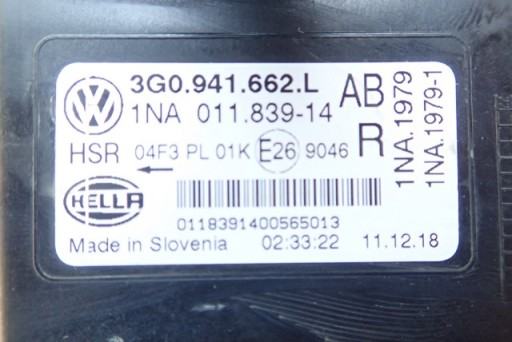 3G0.941.662.L AB
1NA 011.839-14
HSR 04F3 PL 01K E26 9046 R
HELLA
0118391400565013
Made in Slovenia 02:33:22 11.12.18
1NA.1979
1NA.1979-1